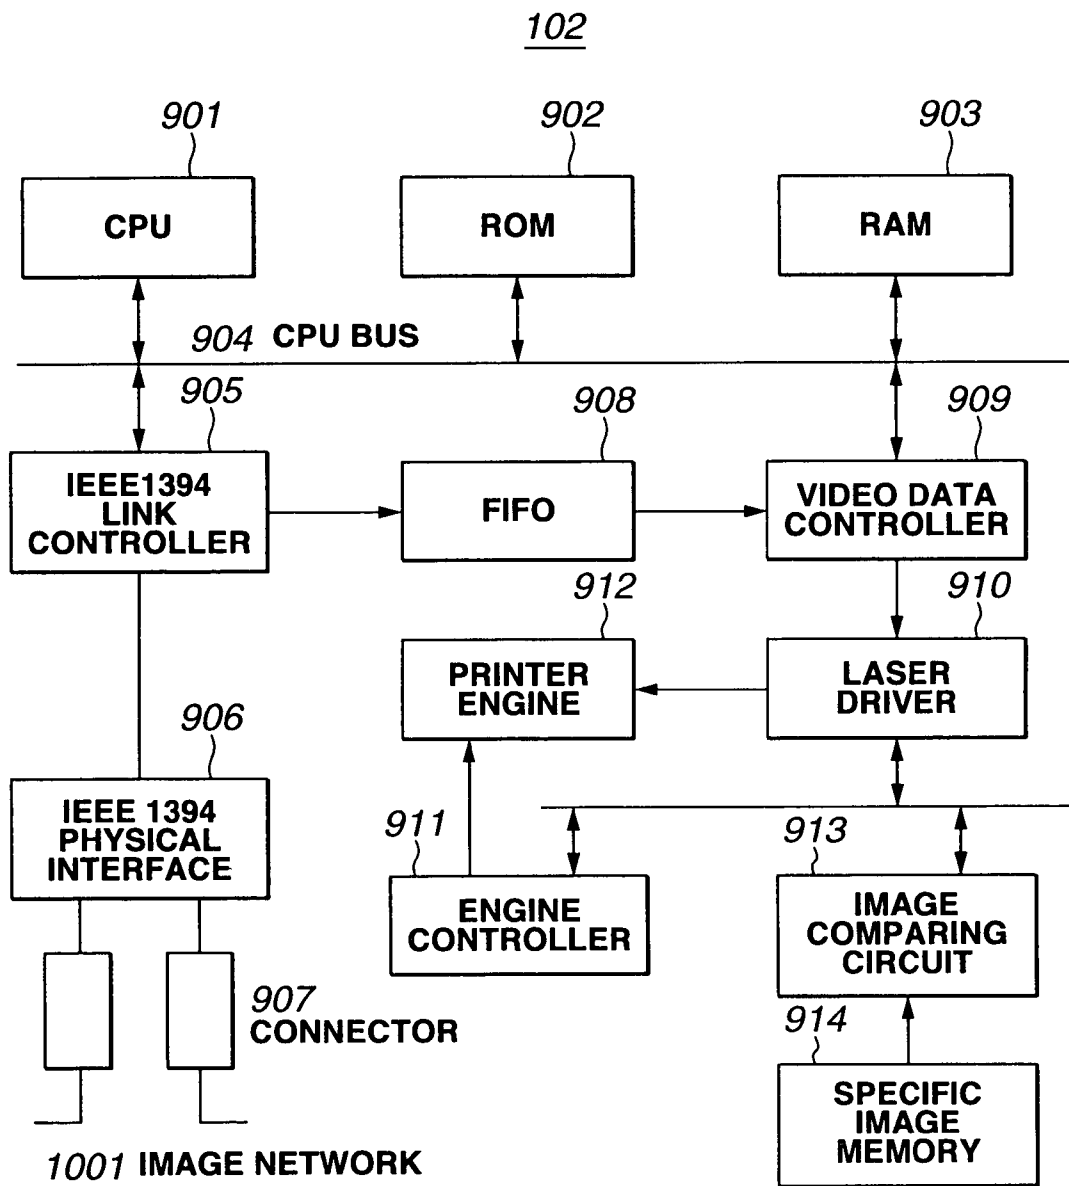 102
901
902
903
CPU
ROM
RAM
904 CPU BUS
905
908
909
IEEE1394
LINK
CONTROLLER
FIFO
VIDEO DATA
CONTROLLER
912
910
PRINTER
ENGINE
LASER
DRIVER
906
IEEE 1394
PHYSICAL
INTERFACE
911
913
ENGINE
CONTROLLER
IMAGE
COMPARING
CIRCUIT
907
CONNECTOR
914
SPECIFIC
IMAGE
MEMORY
1001 IMAGE NETWORK